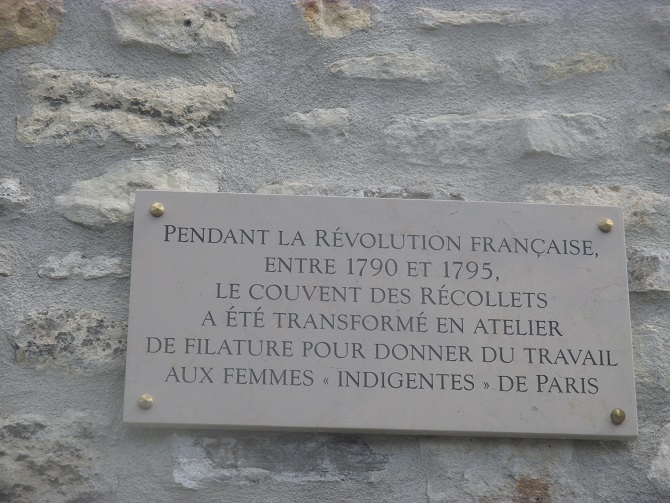 PENDANT LA RÉVOLUTION FRANÇAISE,
ENTRE 1790 ET 1795,
LE COUVENT DES RÉCOLLETS
A ÉTÉ TRANSFORMÉ EN ATELIER
DE FILATURE POUR DONNER DU TRAVAIL
AUX FEMMES « INDIGENTES » DE PARIS